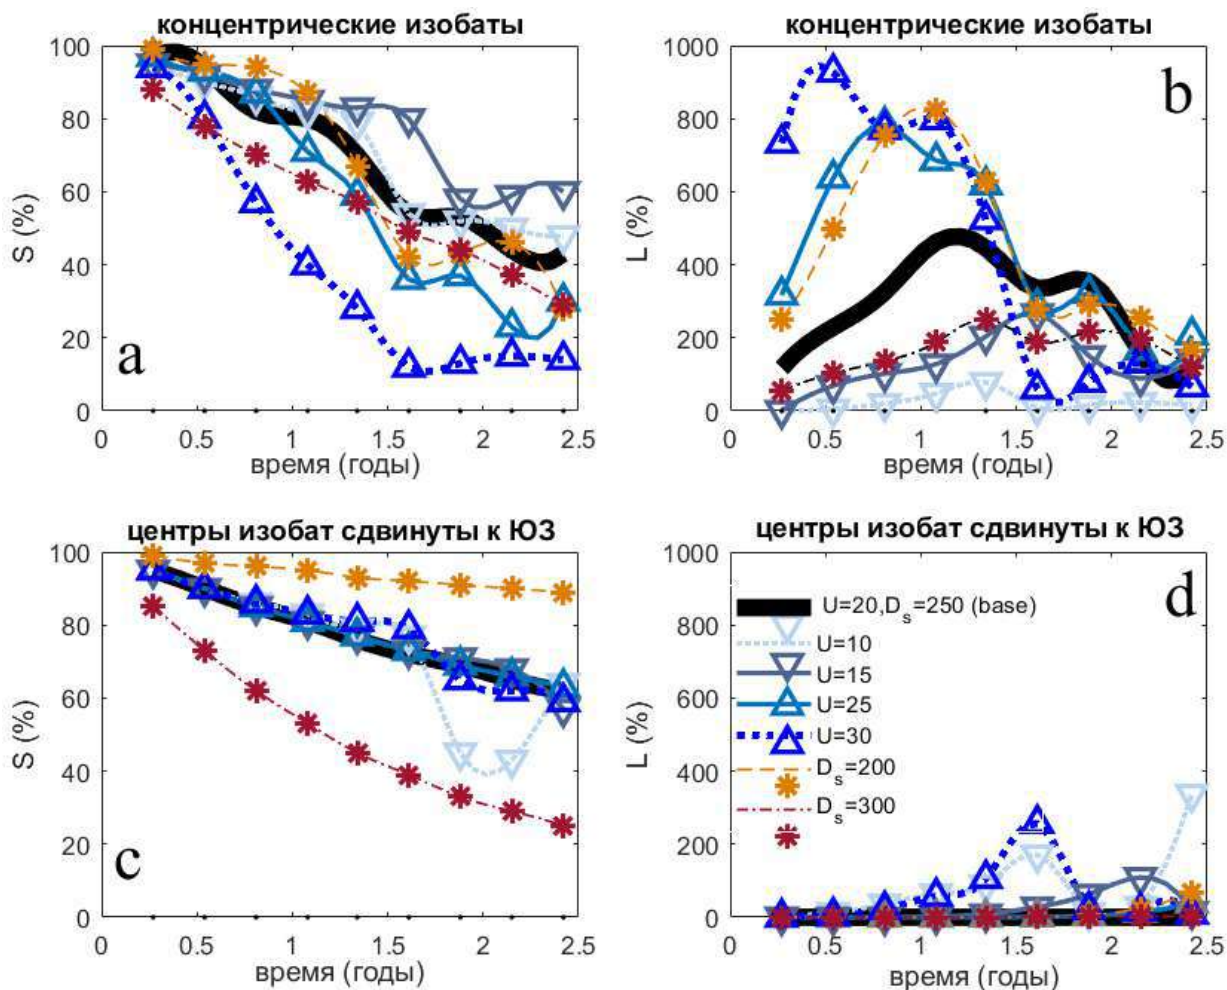 концентрические изобаты
100
80
60
40
20
0
S (%)
a
0 0.5 1 1.5 2 2.5
время (годы)
концентрические изобаты
1000
800
600
400
200
0
L (%)
b
0 0.5 1 1.5 2 2.5
время (годы)
центры изобат сдвинуты к ЮЗ
100
80
60
40
20
0
S (%)
c
0 0.5 1 1.5 2 2.5
время (годы)
центры изобат сдвинуты к ЮЗ
1000
800
600
400
200
0
L (%)
d
U=20,D_s=250 (base)
U=10
U=15
U=25
U=30
D_s=200
D_s=300
0 0.5 1 1.5 2 2.5
время (годы)